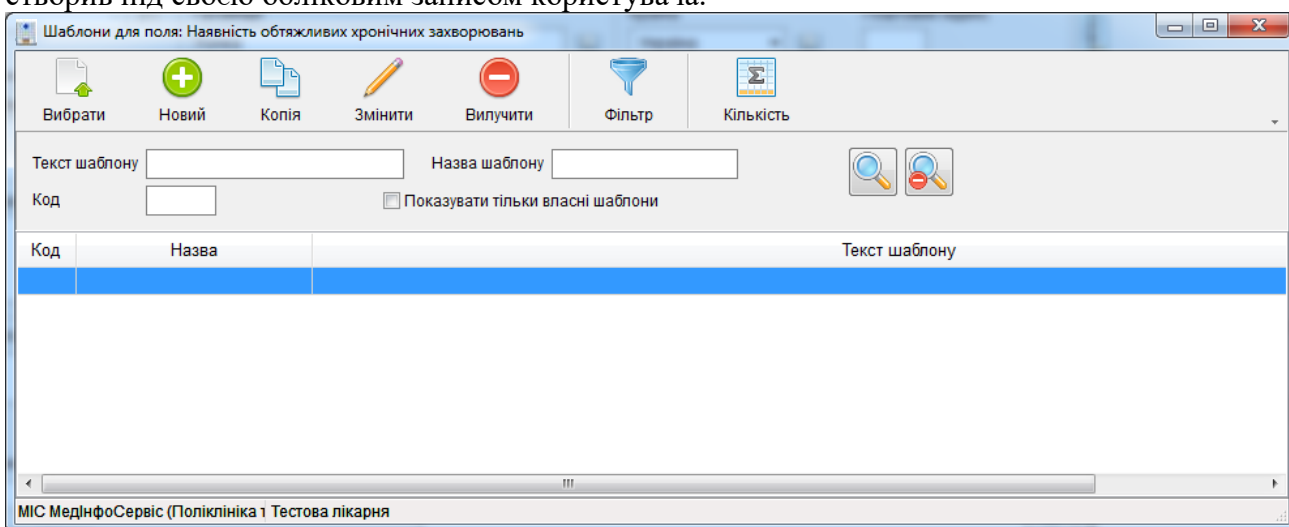 створив під своєю обліковим записом користувача.
Шаблони для поля: Наявність обтяжливих хронічних захворювань
Вибрати Новий Копія Змінити Вилучити Фільтр Кількість
Текст шаблону Назва шаблону
Код Показувати тільки власні шаблони
Код Назва Текст шаблону
МІС МедІнфоСервіс (Поліклініка Тестова лікарня